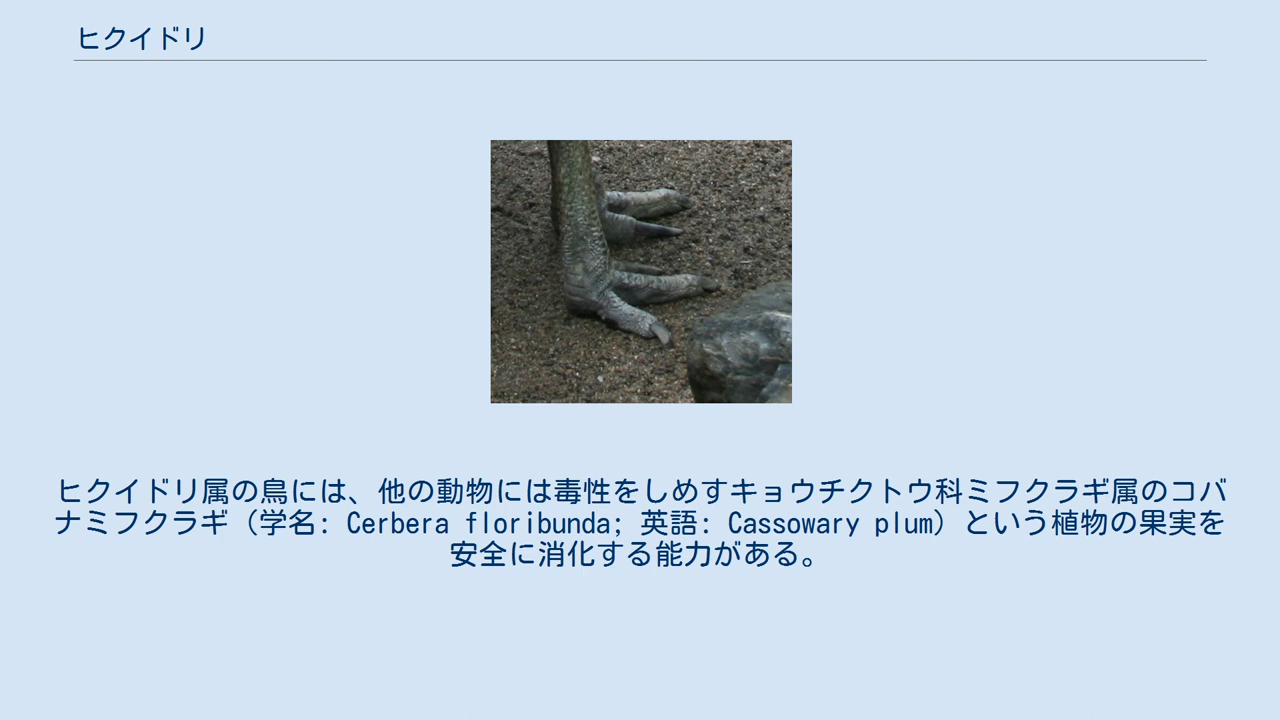 ヒクイドリ
ヒクイドリ属の鳥には、他の動物には毒性をしめすキョウチクトウ科ミフクラギ属のコバ
ナミフクラギ（学名: Cerbera floribunda; 英語: Cassowary plum）という植物の果実を
安全に消化する能力がある。